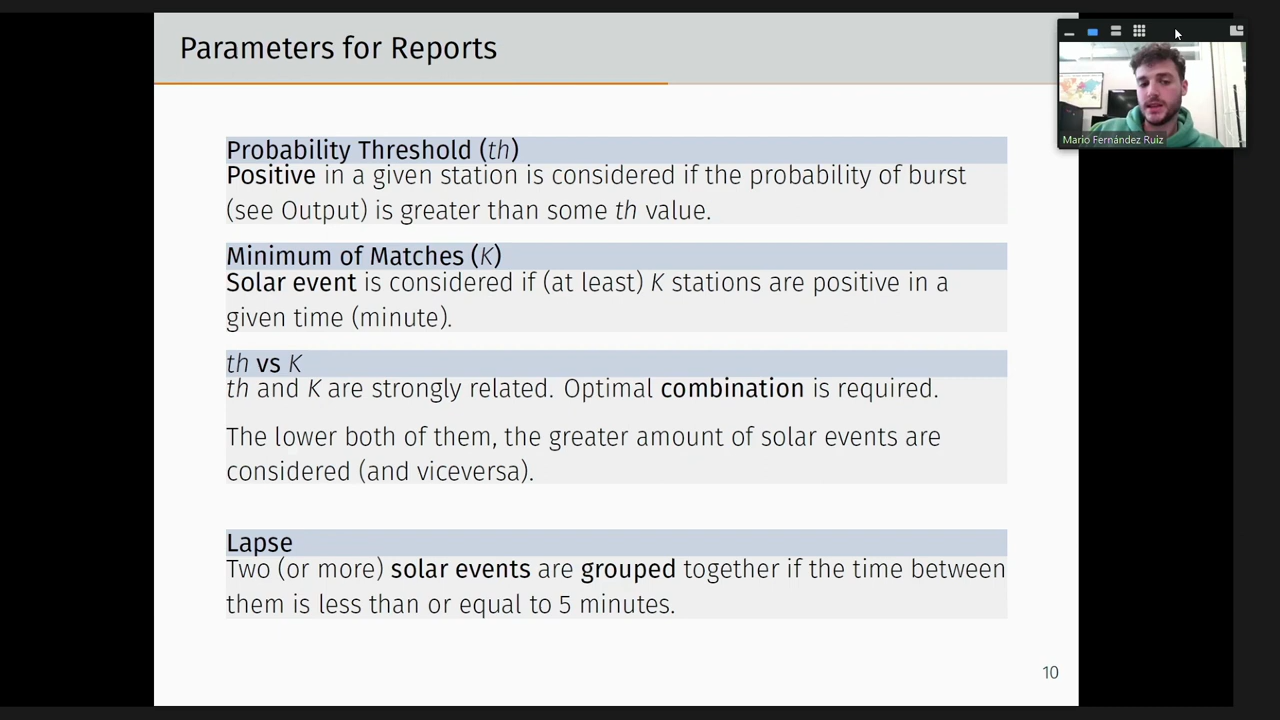 Parameters for Reports
Mario Fernández Ruiz
Probability Threshold (th)
Positive in a given station is considered if the probability of burst
(see Output) is greater than some th value.
Minimum of Matches (K)
Solar event is considered if (at least) K stations are positive in a
given time (minute).
th vs K
th and K are strongly related. Optimal combination is required.
The lower both of them, the greater amount of solar events are
considered (and viceversa).
Lapse
Two (or more) solar events are grouped together if the time between
them is less than or equal to 5 minutes.
10